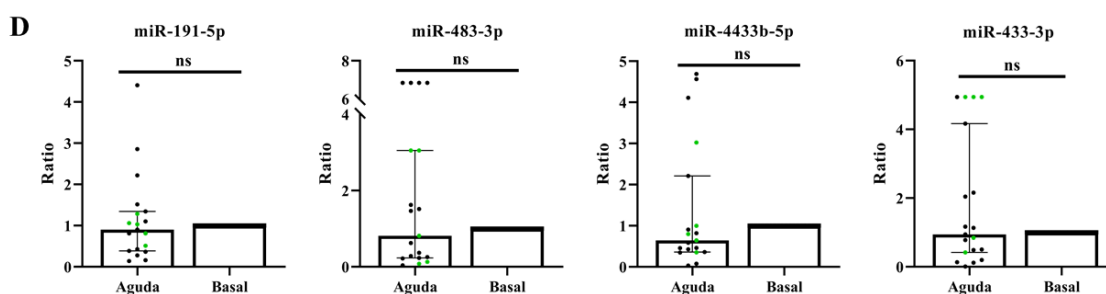 D
miR-191-5p
ns
5
4
3
2
1
0
Ratio
Aguda Basal
miR-483-3p
ns
8
6
4
2
0
Ratio
Aguda Basal
miR-4433b-5p
ns
5
4
3
2
1
0
Ratio
Aguda Basal
miR-433-3p
ns
6
4
2
0
Ratio
Aguda Basal